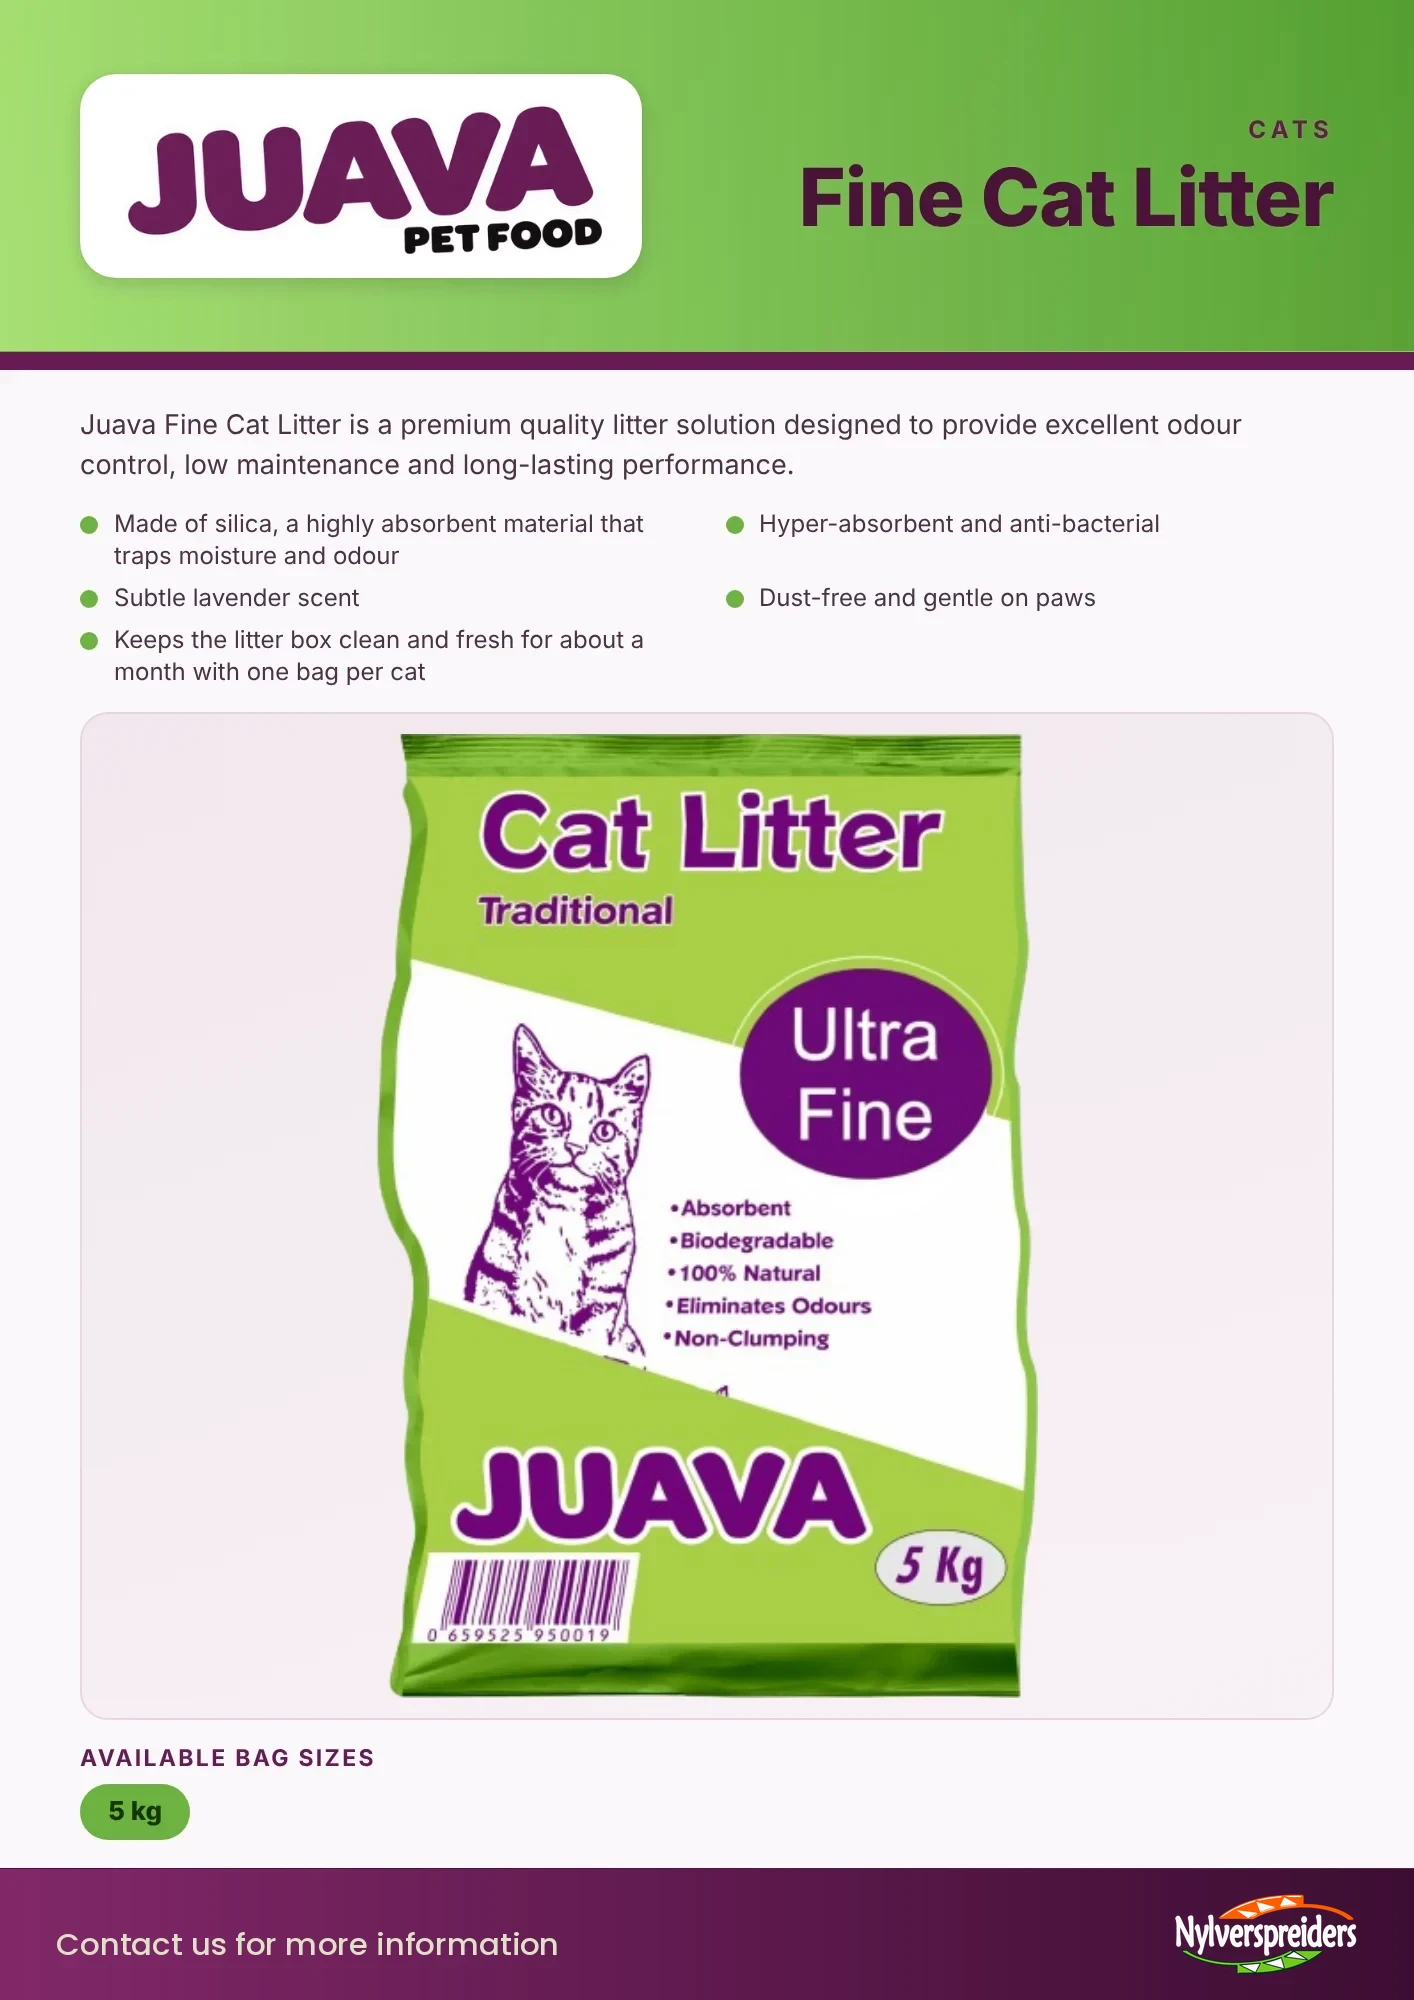 JUAVA
PET FOOD
CATS
Fine Cat Litter
Juava Fine Cat Litter is a premium quality litter solution designed to provide excellent odour
control, low maintenance and long-lasting performance.
Made of silica, a highly absorbent material that
traps moisture and odour
Hyper-absorbent and anti-bacterial
Subtle lavender scent
Dust-free and gentle on paws
Keeps the litter box clean and fresh for about a
month with one bag per cat
Cat Litter
Traditional
Ultra
Fine
•Absorbent
•Biodegradable
•100% Natural
•Eliminates Odours
•Non-Clumping
JUAVA
5 Kg
0 659525 950019
AVAILABLE BAG SIZES
5 kg
Contact us for more information
Nylverspreiders